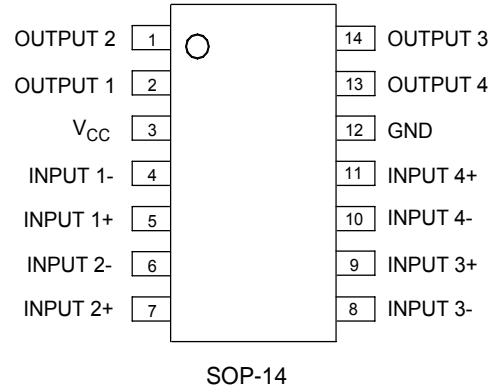 OUTPUT 2 1 14 OUTPUT 3
OUTPUT 1 2 13 OUTPUT 4
VCC 3 12 GND
INPUT 1- 4 11 INPUT 4+
INPUT 1+ 5 10 INPUT 4-
INPUT 2- 6 9 INPUT 3+
INPUT 2+ 7 8 INPUT 3-
SOP-14